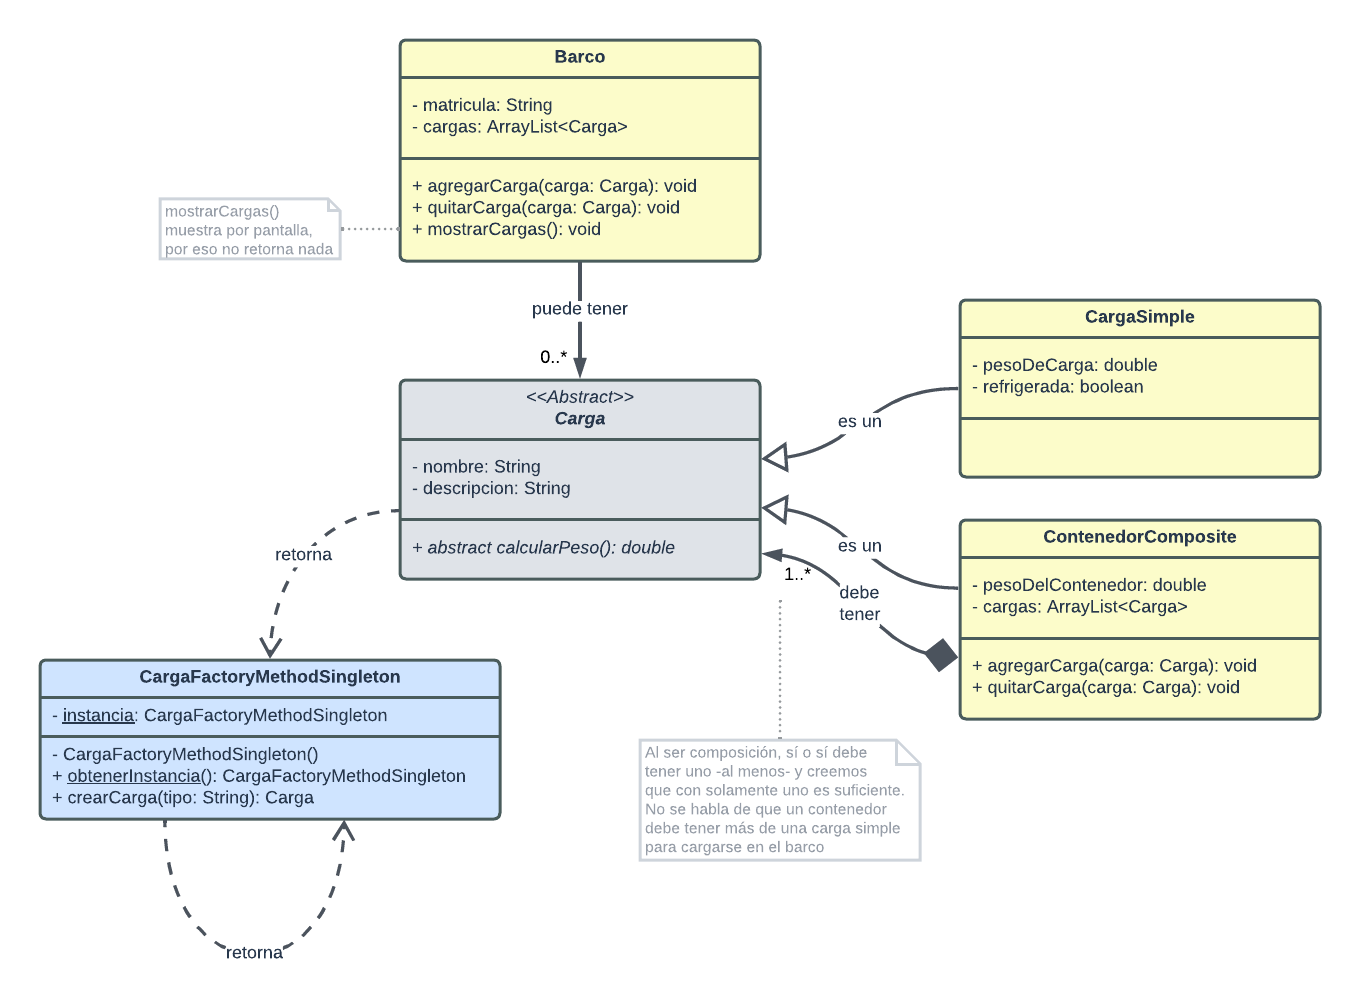 Barco
- matricula: String
- cargas: ArrayList<Carga>
+ agregarCarga(carga: Carga): void
+ quitarCarga(carga: Carga): void
+ mostrarCargas(): void
mostrarCargas()
muestra por pantalla,
por eso no retorna nada
puede tener
0..*
<<Abstract>>
Carga
- nombre: String
- descripcion: String
+ abstract calcularPeso(): double
CargaSimple
- pesoDeCarga: double
- refrigerada: boolean
es un
ContenedorComposite
- pesoDelContenedor: double
- cargas: ArrayList<Carga>
+ agregarCarga(carga: Carga): void
+ quitarCarga(carga: Carga): void
es un
1..*
debe
tener
retorna
CargaFactoryMethodSingleton
- instancia: CargaFactoryMethodSingleton
- CargaFactoryMethodSingleton()
+ obtenerInstancia(): CargaFactoryMethodSingleton
+ crearCarga(tipo: String): Carga
retorna
Al ser composición, sí o sí debe
tener uno -al menos- y creemos
que con solamente uno es suficiente.
No se habla de que un contenedor
debe tener más de una carga simple
para cargarse en el barco